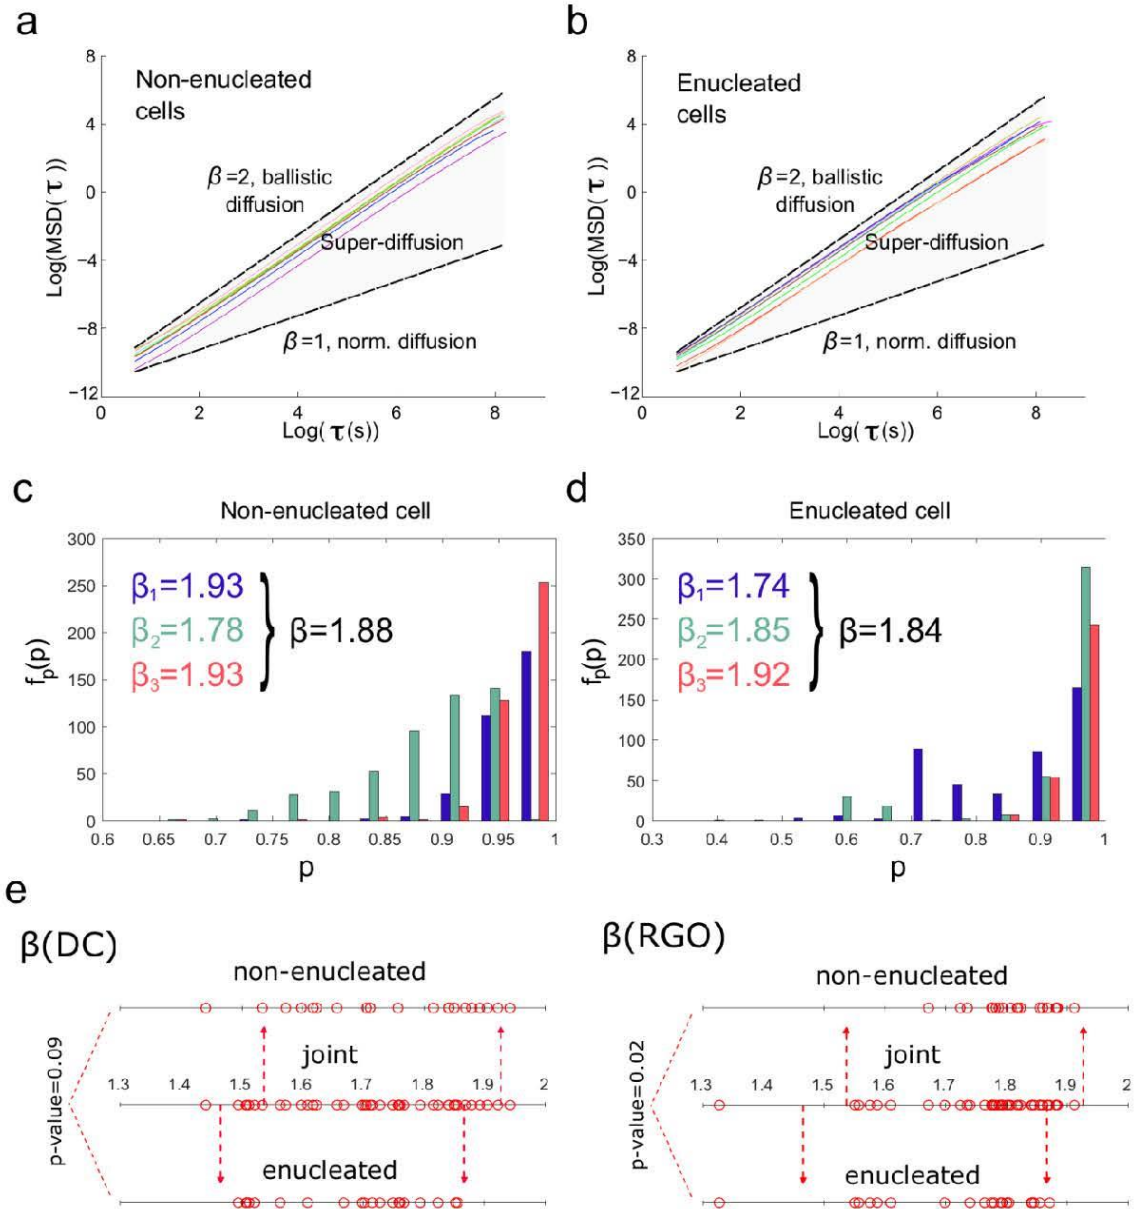 a
8
4
0
−4
−8
−12
Log(MSD(τ))
Non-enucleated
cells
β=2, ballistic
diffusion
Super-diffusion
β=1, norm. diffusion
0 2 4 6 8
Log(τ(s))
b
8
4
0
−4
−8
−12
Log(MSD(τ))
Enucleated
cells
β=2, ballistic
diffusion
Super-diffusion
β=1, norm. diffusion
0 2 4 6 8
Log(τ(s))
c
Non-enucleated cell
300
250
200
150
100
50
0
fp(p)
β1=1.93
β2=1.78
β3=1.93
β=1.88
0.6 0.65 0.7 0.75 0.8 0.85 0.9 0.95 1
p
d
Enucleated cell
350
300
250
200
150
100
50
0
fp(p)
β1=1.74
β2=1.85
β3=1.92
β=1.84
0.3 0.4 0.5 0.6 0.7 0.8 0.9 1
p
e
β(DC)
non-enucleated
joint
1.3 1.4 1.5 1.6 1.7 1.8 1.9 2
enucleated
p-value=0.09
β(RGO)
non-enucleated
joint
1.3 1.4 1.5 1.6 1.7 1.8 1.9 2
enucleated
p-value=0.02